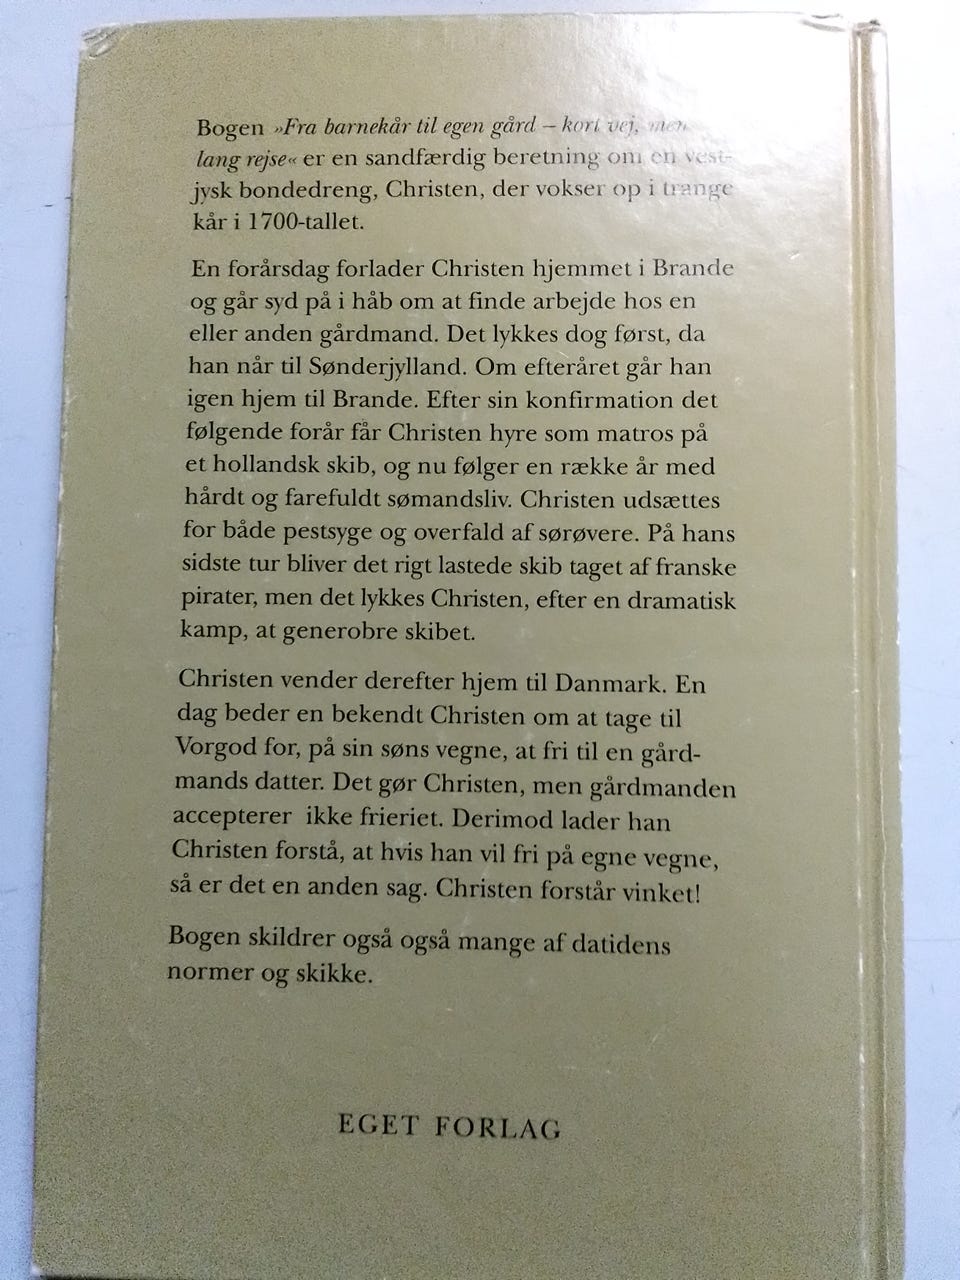 Bogen »Fra barnekår til egen gård – kort vej, men
lang rejse« er en sandfærdig beretning om en vest-
jysk bondedreng, Christen, der vokser op i trange
kår i 1700-tallet.
En forårsdag forlader Christen hjemmet i Brande
og går syd på i håb om at finde arbejde hos en
eller anden gårdmand. Det lykkes dog først, da
han når til Sønderjylland. Om efteråret går han
igen hjem til Brande. Efter sin konfirmation det
følgende forår får Christen hyre som matros på
et hollandsk skib, og nu følger en række år med
hårdt og farefuldt sømandsliv. Christen udsættes
for både pestsyge og overfald af sørøvere. På hans
sidste tur bliver det rigt lastede skib taget af franske
pirater, men det lykkes Christen, efter en dramatisk
kamp, at generobre skibet.
Christen vender derefter hjem til Danmark. En
dag beder en bekendt Christen om at tage til
Vorgod for, på sin søns vegne, at fri til en gård-
mands datter. Det gør Christen, men gårdmanden
accepterer ikke frieriet. Derimod lader han
Christen forstå, at hvis han vil fri på egne vegne,
så er det en anden sag. Christen forstår vinket!
Bogen skildrer også også mange af datidens
normer og skikke.
EGET FORLAG